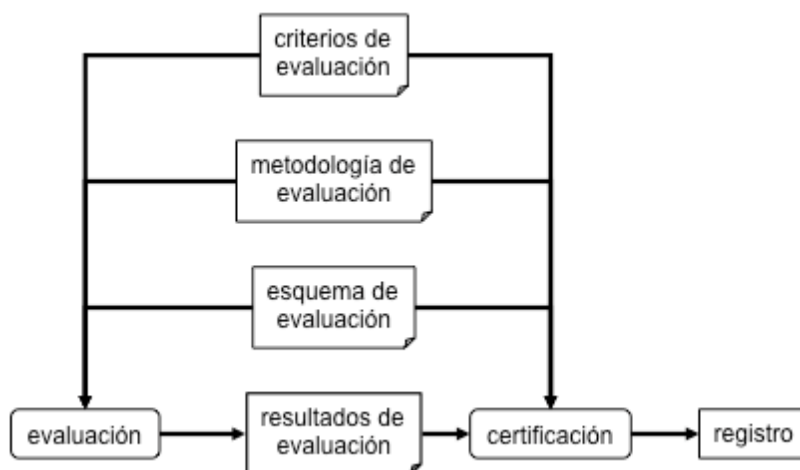 criterios de
evaluación
metodología de
evaluación
esquema de
evaluación
evaluación
resultados de
evaluación
certificación
registro